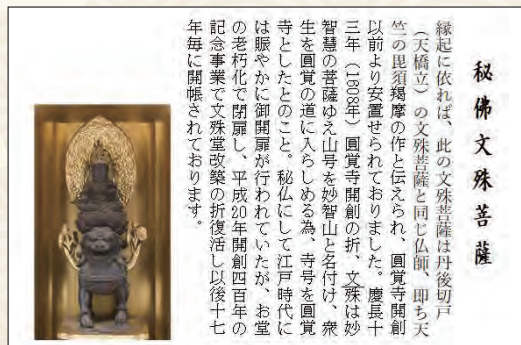 秘佛文殊菩薩
縁起に依れば、此の文殊菩薩は丹後切戸
（天橋立）の文殊菩薩と同じ仏師、即ち天
竺の毘須羯摩の作と伝えられ、圓覚寺開創
以前より安置せられておりました。慶長十
三年（1608年）圓覚寺開創の折、文殊は妙
智慧の菩薩ゆえ山号を妙智山と名付け、衆
生を圓覚の道に入らしめる為、寺号を圓覚
寺としたとのこと。秘仏にして江戸時代に
は賑やかに御開扉が行われていたが、お堂
の老朽化で閉扉し、平成20年開創四百年の
記念事業で文殊堂改築の折復活し以後十七
年毎に開帳されております。